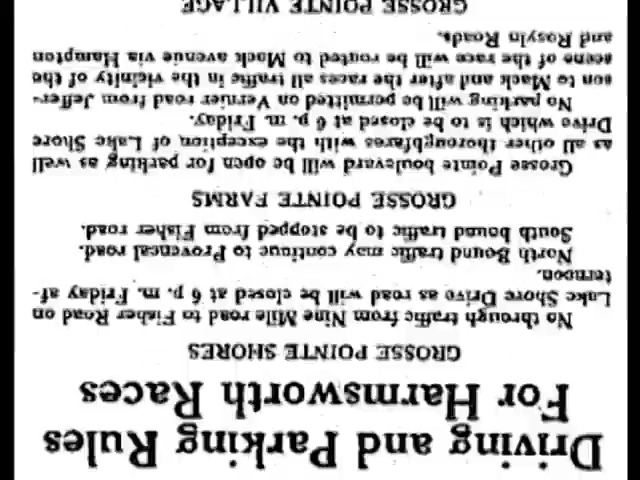 Driving and Parking Rules
For Harmsworth Races
GROSSE POINTE SHORES
No through traffic from Nine Mile road to Fisher Road on
Lake Shore Drive as road will be closed at 6 p. m. Friday af-
ternoon.
North Bound traffic may continue to Provencal road.
South bound traffic to be stopped from Fisher road.
GROSSE POINTE FARMS
Grosse Pointe boulevard will be open for parking as well
as all other thoroughfares with the exception of Lake Shore
Drive which is to be closed at 6 p. m. Friday.
No parking will be permitted on Vernier road from Jeffer-
son to Mack and after the races all traffic in the vicinity of the
scene of the race will be routed to Mack avenue via Hampton
and Roslyn Roads.
GROSSE POINTE VILLAGE